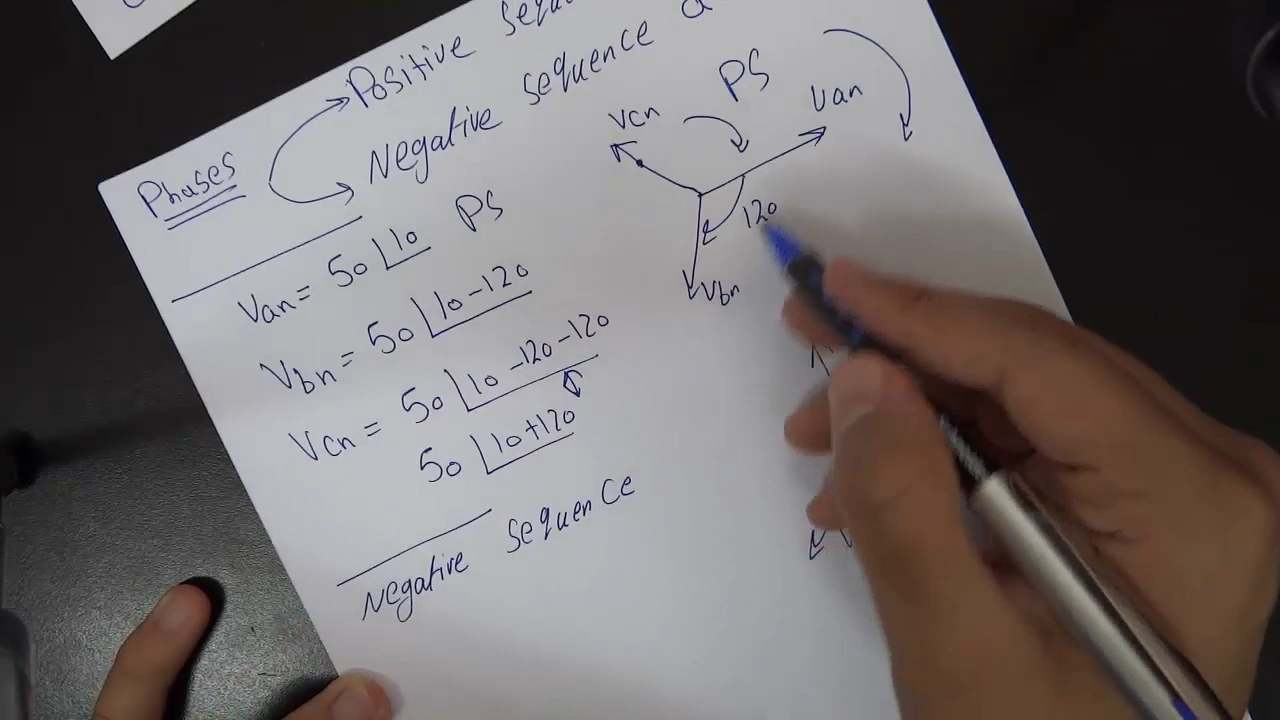 Positive
Negative sequence
Phases
PS
Van = 50 ∠10
Vbn = 50 ∠10-120
Vcn = 50 ∠10-120-120
50 ∠10+120
Negative sequence
PS
Van
Vcn
120
Vbn